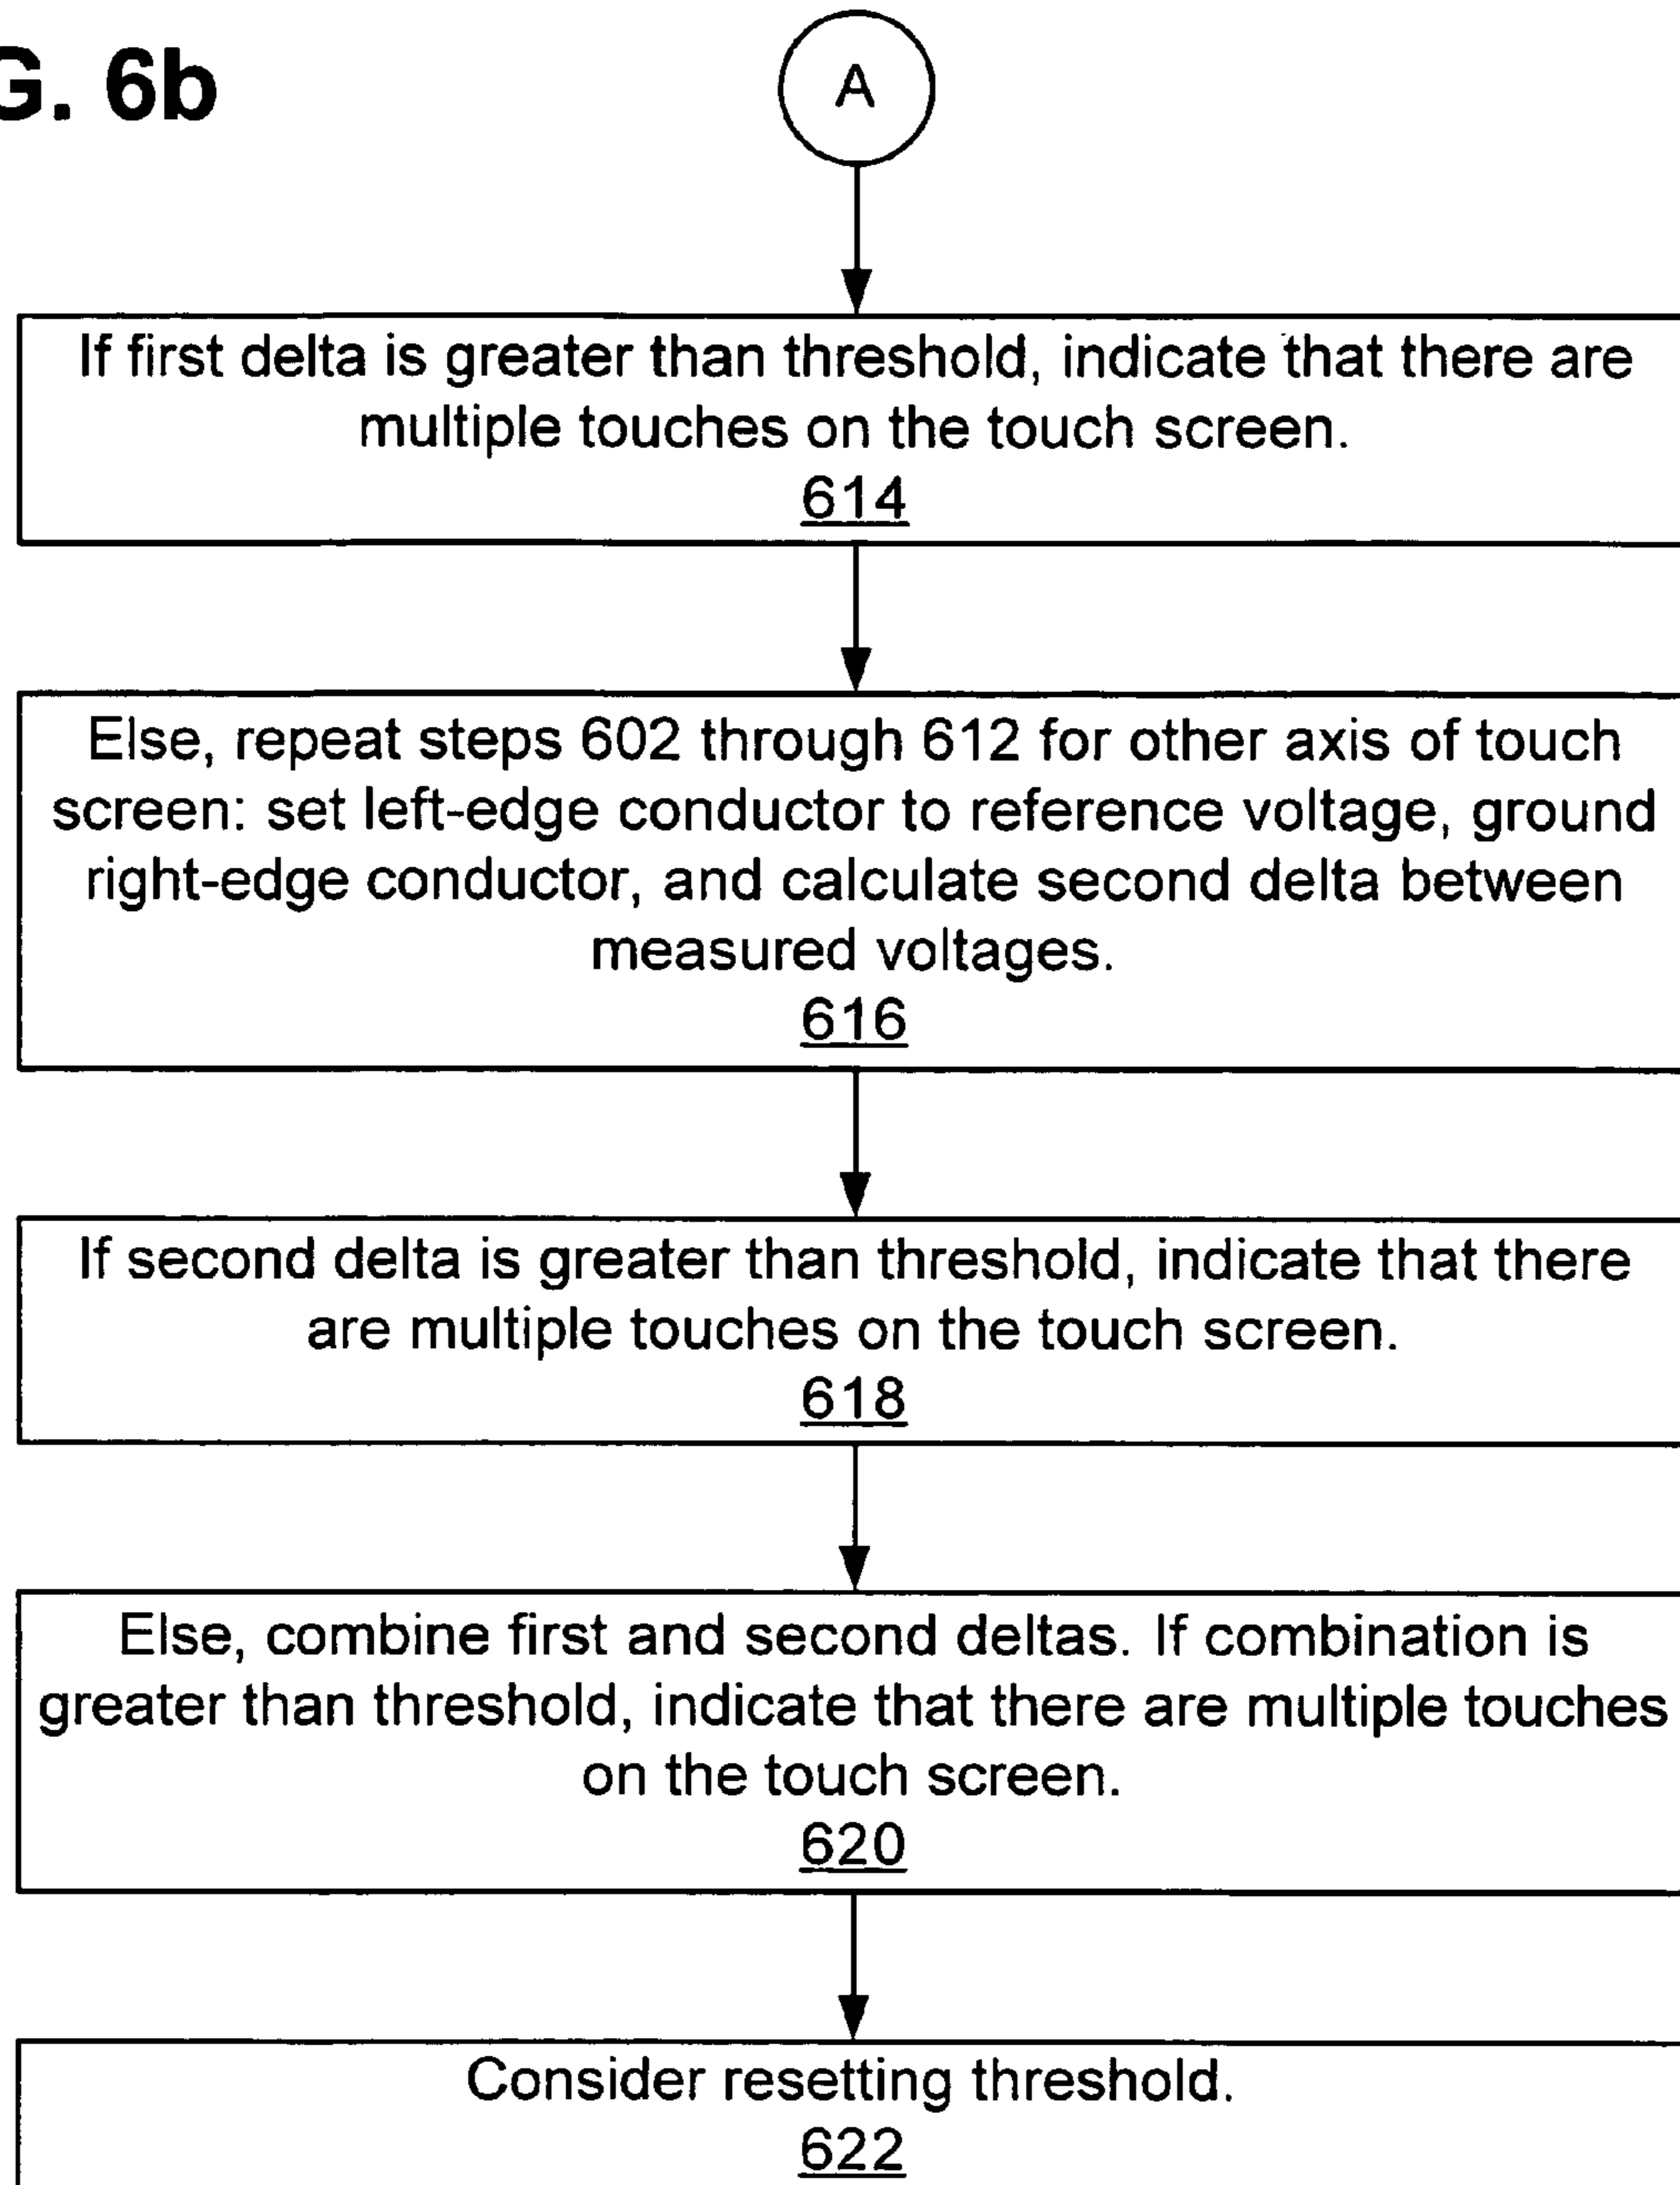 G. 6b
A
If first delta is greater than threshold, indicate that there are
multiple touches on the touch screen.
614
Else, repeat steps 602 through 612 for other axis of touch
screen: set left-edge conductor to reference voltage, ground
right-edge conductor, and calculate second delta between
measured voltages.
616
If second delta is greater than threshold, indicate that there
are multiple touches on the touch screen.
618
Else, combine first and second deltas. If combination is
greater than threshold, indicate that there are multiple touches
on the touch screen.
620
Consider resetting threshold.
622